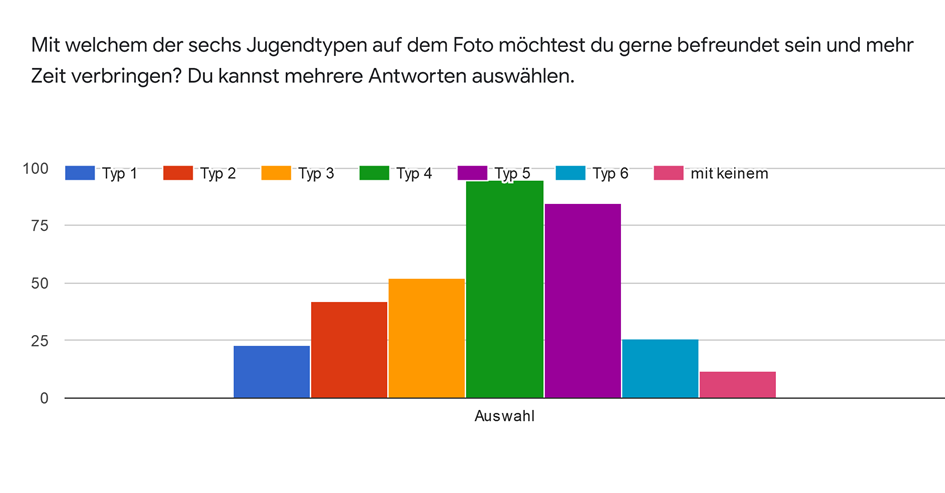 Mit welchem der sechs Jugendtypen auf dem Foto möchtest du gerne befreundet sein und mehr
Zeit verbringen? Du kannst mehrere Antworten auswählen.
100
Typ 1
Typ 2
Typ 3
Typ 4
Typ 5
Typ 6
mit keinem
75
50
25
0
Auswahl